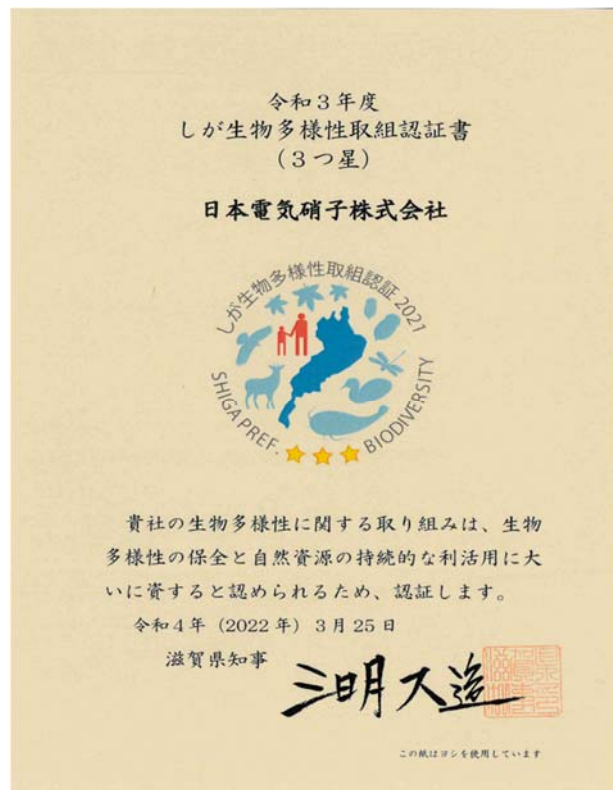 令和3年度
しが生物多様性取組認証書
(3つ星)
日本電気硝子株式会社
しが生物多様性取組認証 2021
SHIGA PREF.
BIODIVERSITY
貴社の生物多様性に関する取り組みは、生物
多様性の保全と自然資源の持続的な利活用に大
いに資すると認められるため、認証します。
令和4年(2022年)3月25日
滋賀県知事
三日月大造
この紙はヨシを使用しています